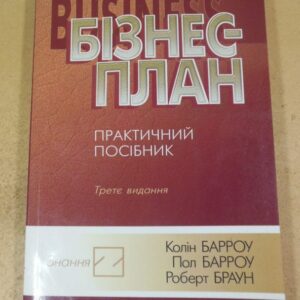 BUSINESS
БІЗНЕС-
ПЛАН
ПРАКТИЧНИЙ
ПОСІБНИК
Третє видання
знання
Колін БАРРОУ
Пол БАРРОУ
Роберт БРАУН